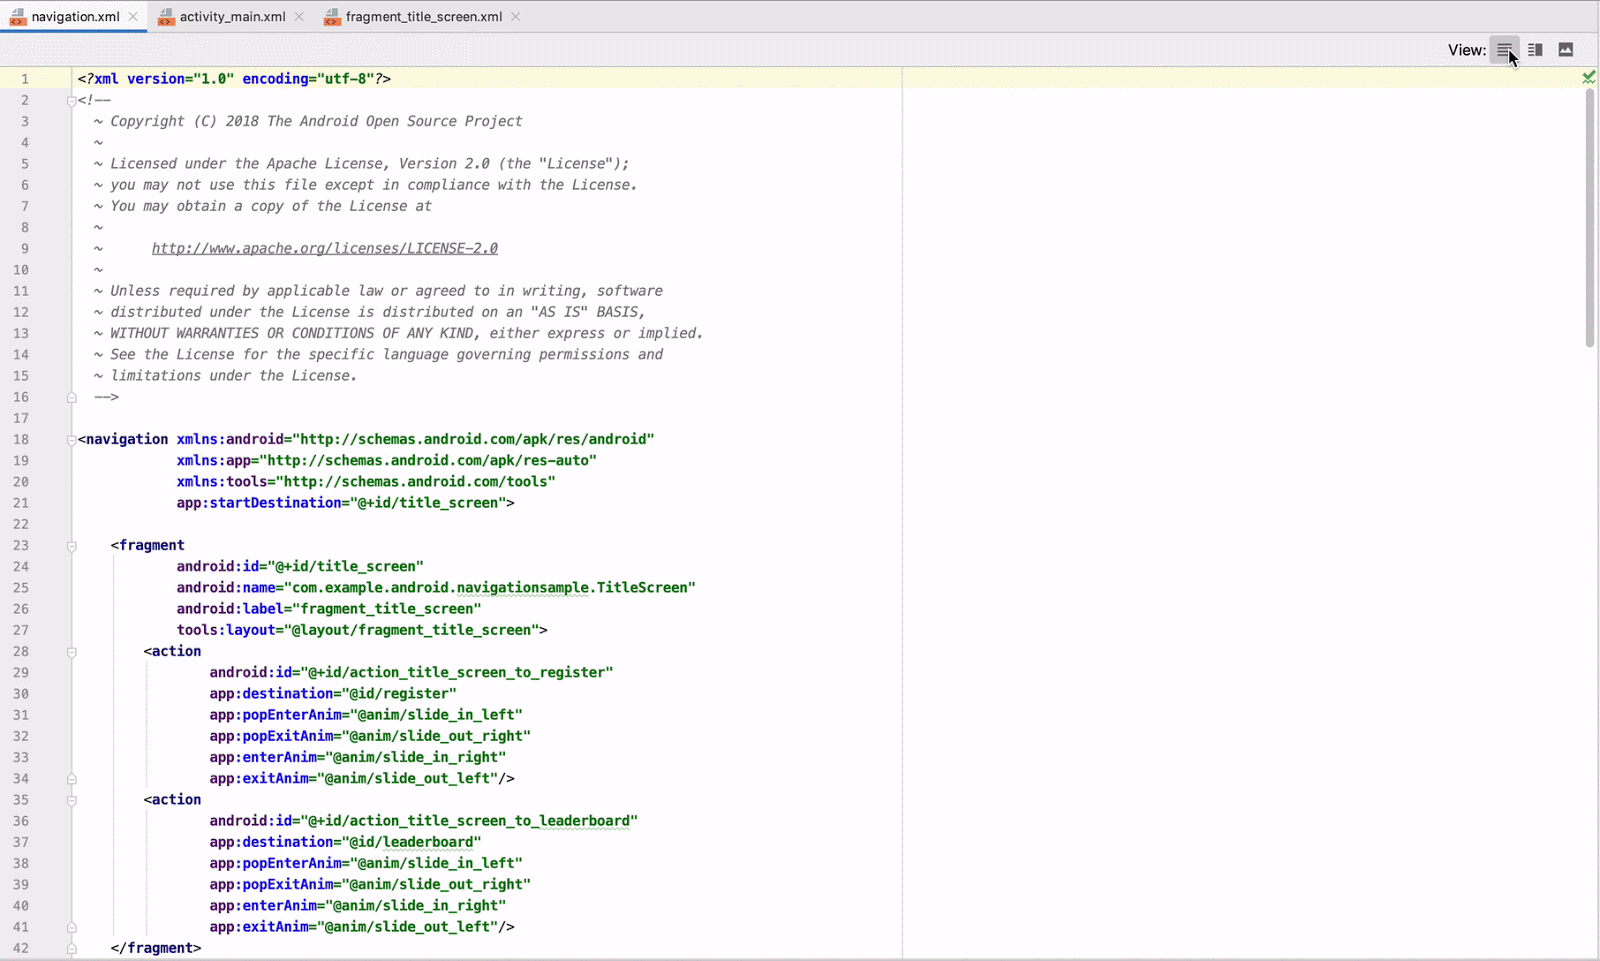 navigation.xml activity_main.xml fragment_title_screen.xml
View:
1 <?xml version="1.0" encoding="utf-8"?>
2 <!--
3 ~ Copyright (C) 2018 The Android Open Source Project
4 ~
5 ~ Licensed under the Apache License, Version 2.0 (the "License");
6 ~ you may not use this file except in compliance with the License.
7 ~ You may obtain a copy of the License at
8 ~
9 ~ http://www.apache.org/licenses/LICENSE-2.0
10 ~
11 ~ Unless required by applicable law or agreed to in writing, software
12 ~ distributed under the License is distributed on an "AS IS" BASIS,
13 ~ WITHOUT WARRANTIES OR CONDITIONS OF ANY KIND, either express or implied.
14 ~ See the License for the specific language governing permissions and
15 ~ limitations under the License.
16 -->
17
18 <navigation xmlns:android="http://schemas.android.com/apk/res/android"
19 xmlns:app="http://schemas.android.com/apk/res-auto"
20 xmlns:tools="http://schemas.android.com/tools"
21 app:startDestination="@+id/title_screen">
22
23 <fragment
24 android:id="@+id/title_screen"
25 android:name="com.example.android.navigationsample.TitleScreen"
26 android:label="fragment_title_screen"
27 tools:layout="@layout/fragment_title_screen">
28 <action
29 android:id="@+id/action_title_screen_to_register"
30 app:destination="@id/register"
31 app:popEnterAnim="@anim/slide_in_left"
32 app:popExitAnim="@anim/slide_out_right"
33 app:enterAnim="@anim/slide_in_right"
34 app:exitAnim="@anim/slide_out_left"/>
35 <action
36 android:id="@+id/action_title_screen_to_leaderboard"
37 app:destination="@id/leaderboard"
38 app:popEnterAnim="@anim/slide_in_left"
39 app:popExitAnim="@anim/slide_out_right"
40 app:enterAnim="@anim/slide_in_right"
41 app:exitAnim="@anim/slide_out_left"/>
42 </fragment>